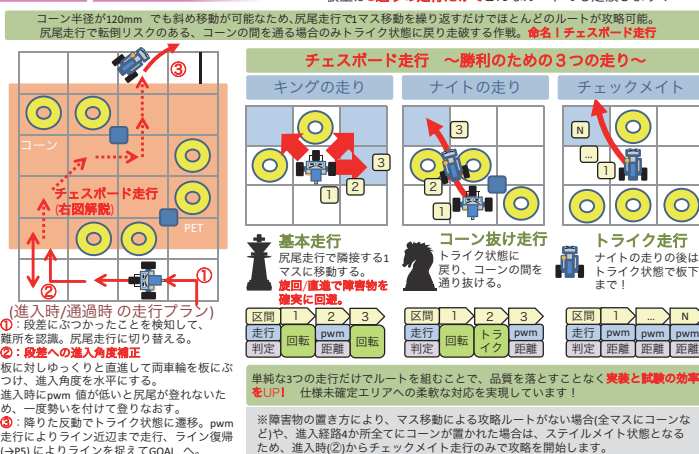 コーン半径が120mm でも斜め移動が可能なため、尻尾走行で1マス移動を繰り返すだけでほとんどのルートが攻略可能。
尻尾走行で転倒リスクのある、コーンの間を通る場合のみトライク状態に戻り走破する作戦。命名！チェスボード走行
③
コーン
チェスボード走行
(右図解説)
PET
①
②
(進入時/通過時 の走行プラン)
①：段差にぶつかったことを検知して、
難所を認識。尻尾走行に切り替える。
②：段差への進入角度補正
板に対しゆっくりと直進して両車輪を板にぶ
つけ、進入角度を水平にする。
進入時にpwm 値が低いと尻尾が登れないた
め、一度勢いを付けて登りなおす。
③：降りた反動でトライク状態に遷移。pwm
走行によりライン近辺まで走行、ライン復帰
(→P5) によりラインを捉えてGOAL へ。
チェスボード走行 ～勝利のための３つの走り～
キングの走り
ナイトの走り
チェックメイト
3
2
1
3
2
1
N
...
1
基本走行
尻尾走行で隣接する1
マスに移動する。
旋回/直進で障害物を
確実に回避。
コーン抜け走行
トライク状態に
戻り、コーンの間を
通り抜ける。
トライク走行
ナイトの走りの後は
トライク状態で板下
まで！
区間 1 2 3
走行 回転 pwm 回転
判定 距離
区間 1 2 3
走行 回転 トライク pwm
判定 距離
区間 1 ... N
走行 pwm pwm pwm
判定 距離 距離 距離
単純な3つの走行だけでルートを組むことで、品質を落とすことなく実装と試験の効率
をUP! 仕様未確定エリアへの柔軟な対応を実現しています！
※障害物の置き方により、マス移動による攻略ルートがない場合(全マスにコーンな
ど)や、進入経路4か所全てにコーンが置かれた場合は、ステイルメイト状態となる
ため、進入時(②)からチェックメイト走行のみで攻略を開始します。